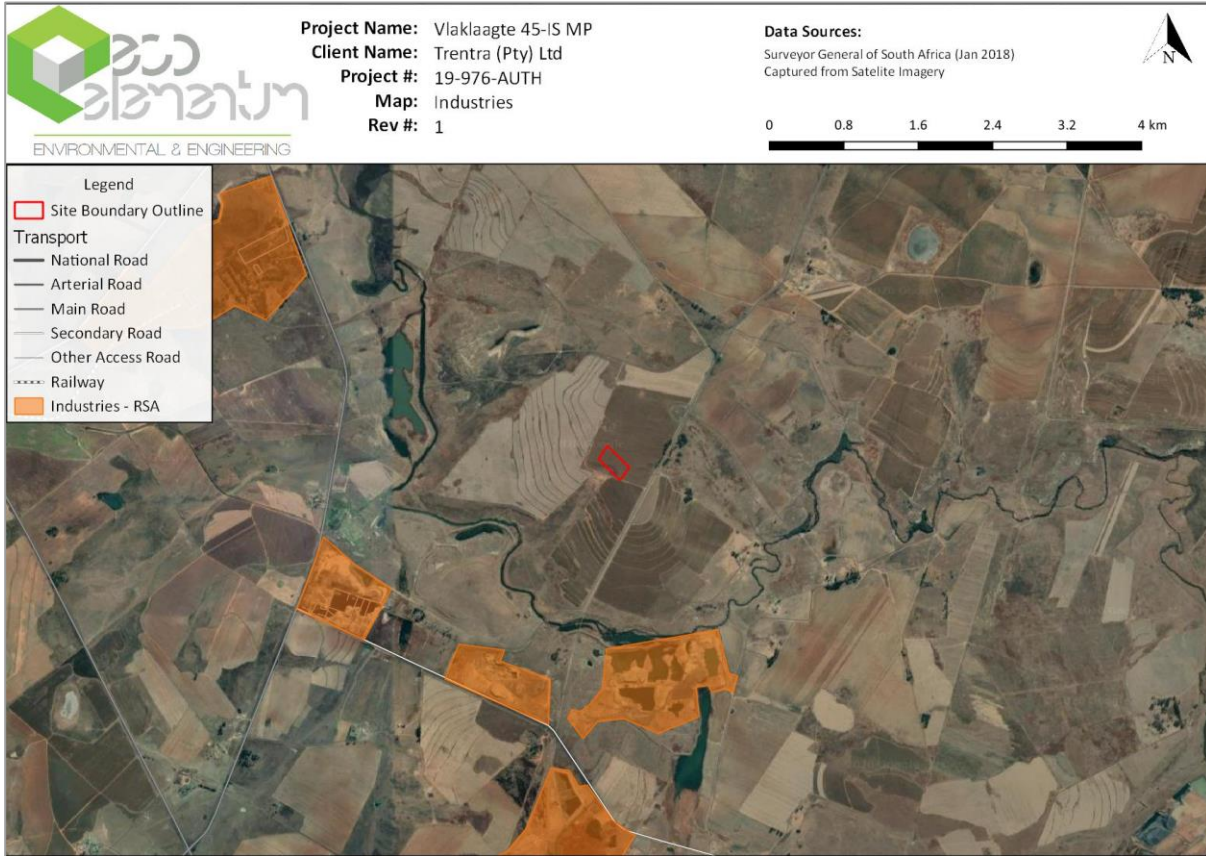 eco
elementum
ENVIRONMENTAL & ENGINEERING
Project Name: Vlaklaagte 45-IS MP
Client Name: Trentra (Pty) Ltd
Project #: 19-976-AUTH
Map: Industries
Rev #: 1
Data Sources:
Surveyor General of South Africa (Jan 2018)
Captured from Satelite Imagery
N
0 0.8 1.6 2.4 3.2 4 km
Legend
Site Boundary Outline
Transport
National Road
Arterial Road
Main Road
Secondary Road
Other Access Road
Railway
Industries - RSA